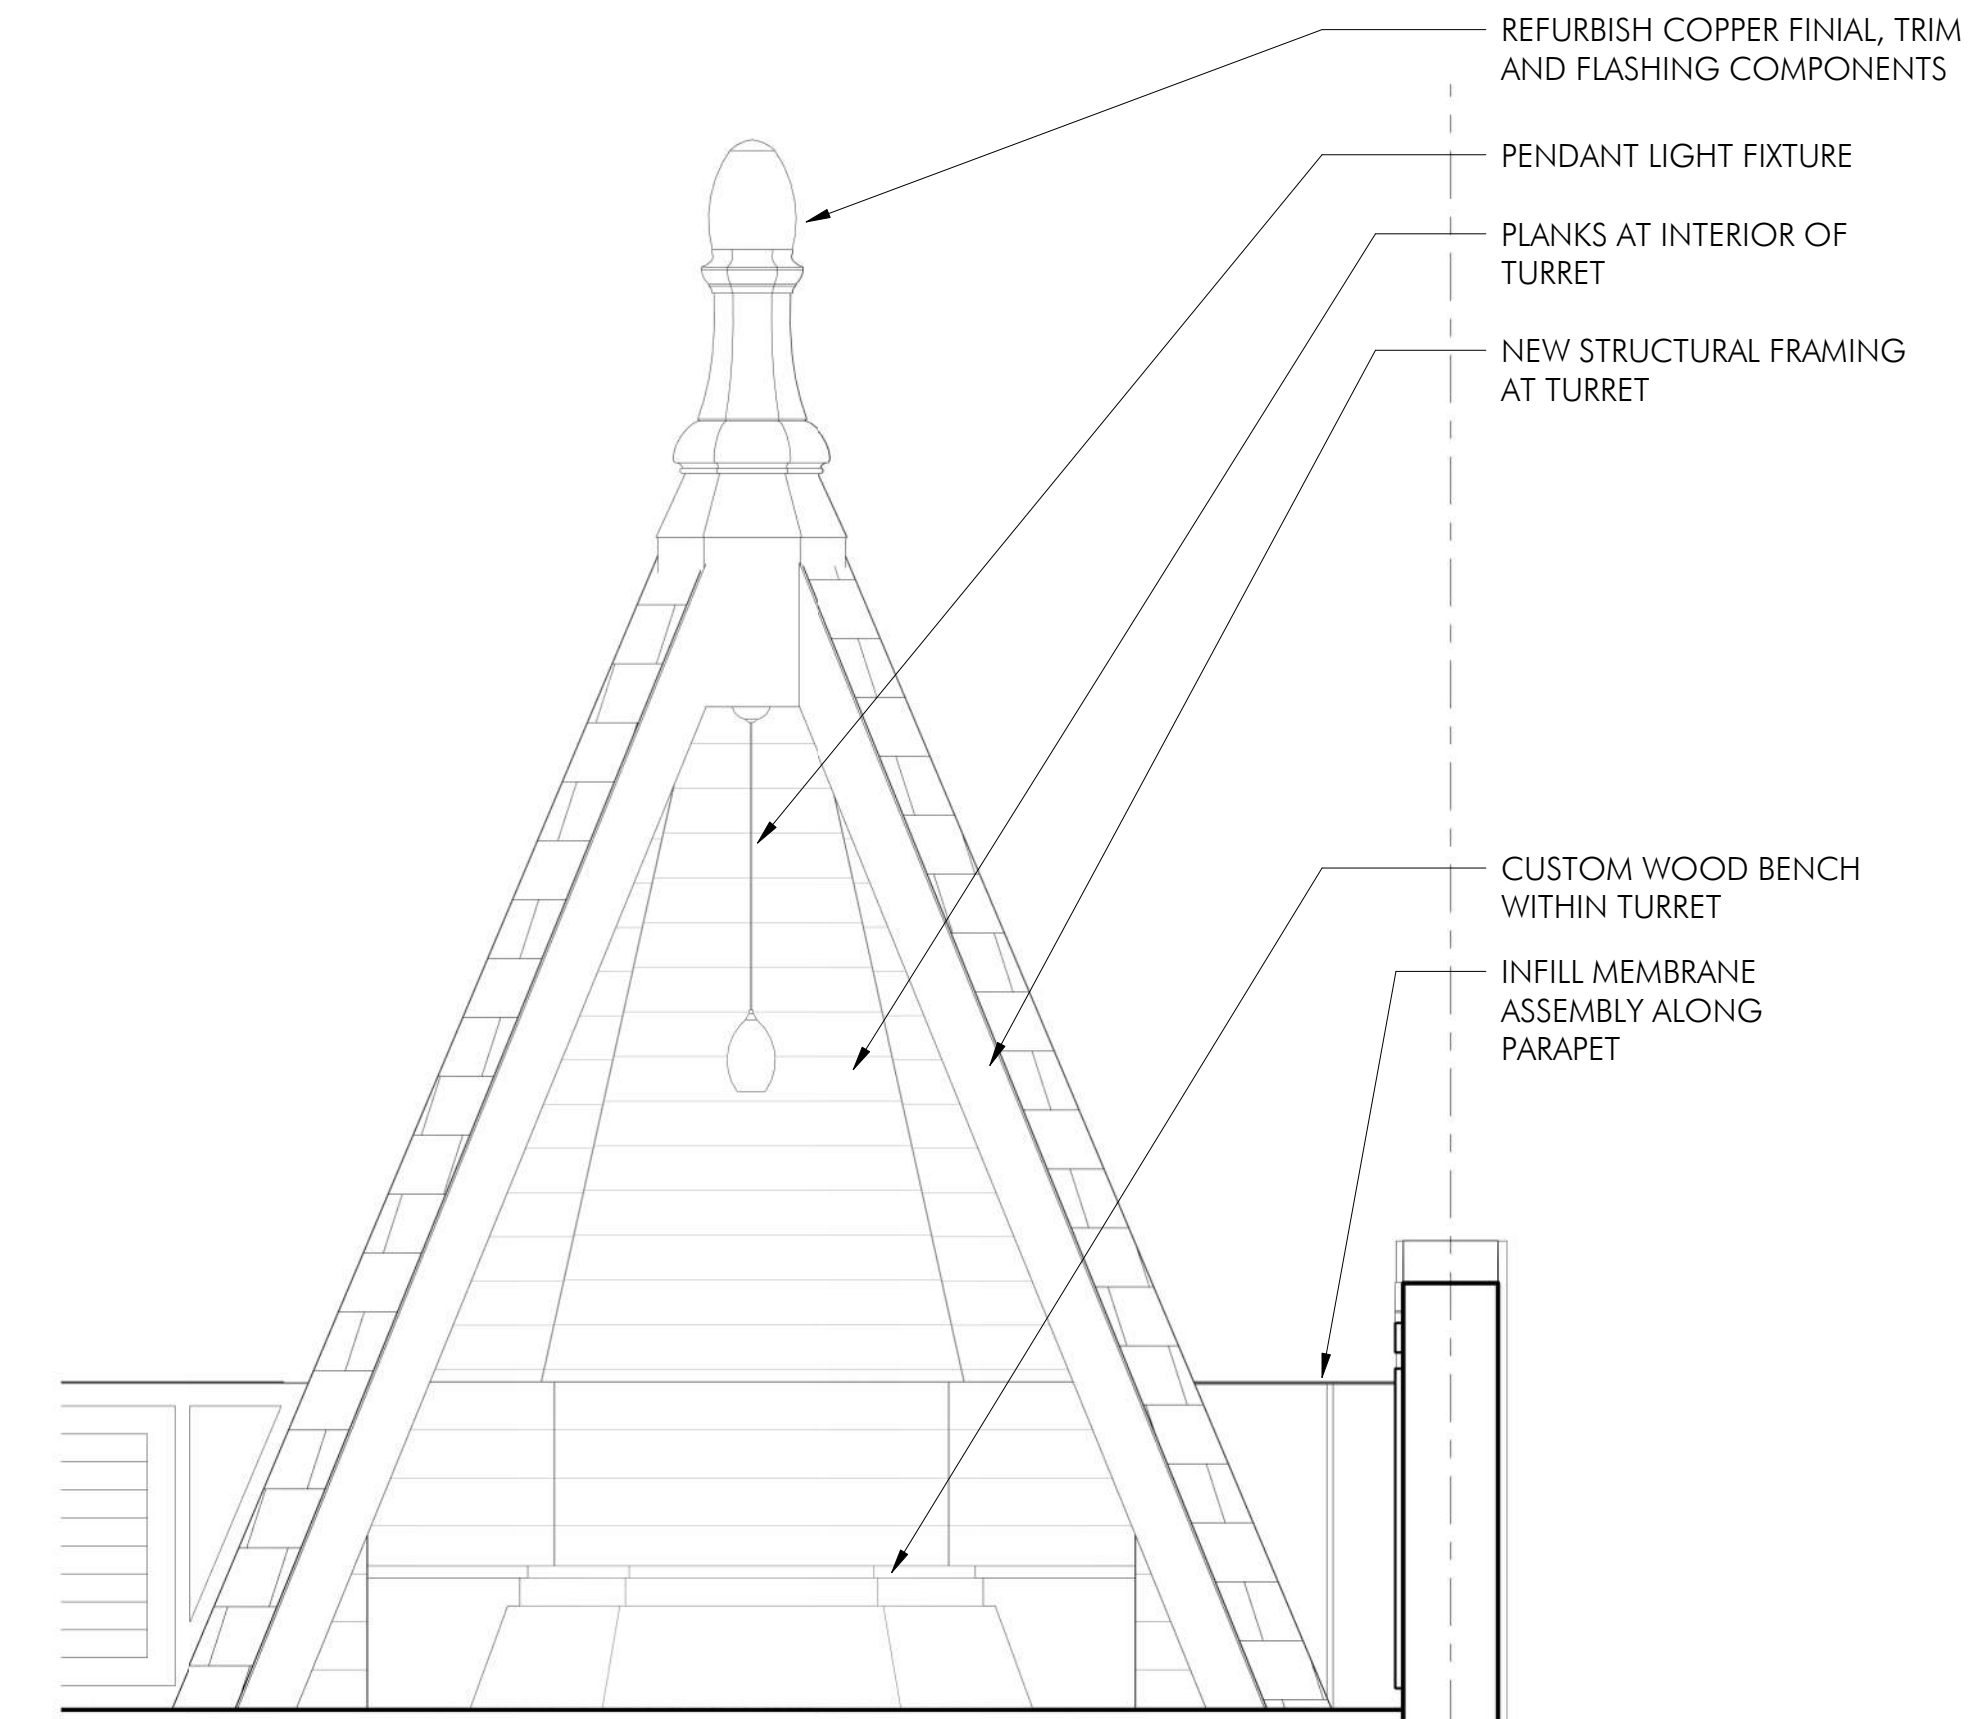 REFURBISH COPPER FINIAL, TRIM
AND FLASHING COMPONENTS
PENDANT LIGHT FIXTURE
PLANKS AT INTERIOR OF
TURRET
NEW STRUCTURAL FRAMING
AT TURRET
CUSTOM WOOD BENCH
WITHIN TURRET
INFILL MEMBRANE
ASSEMBLY ALONG
PARAPET